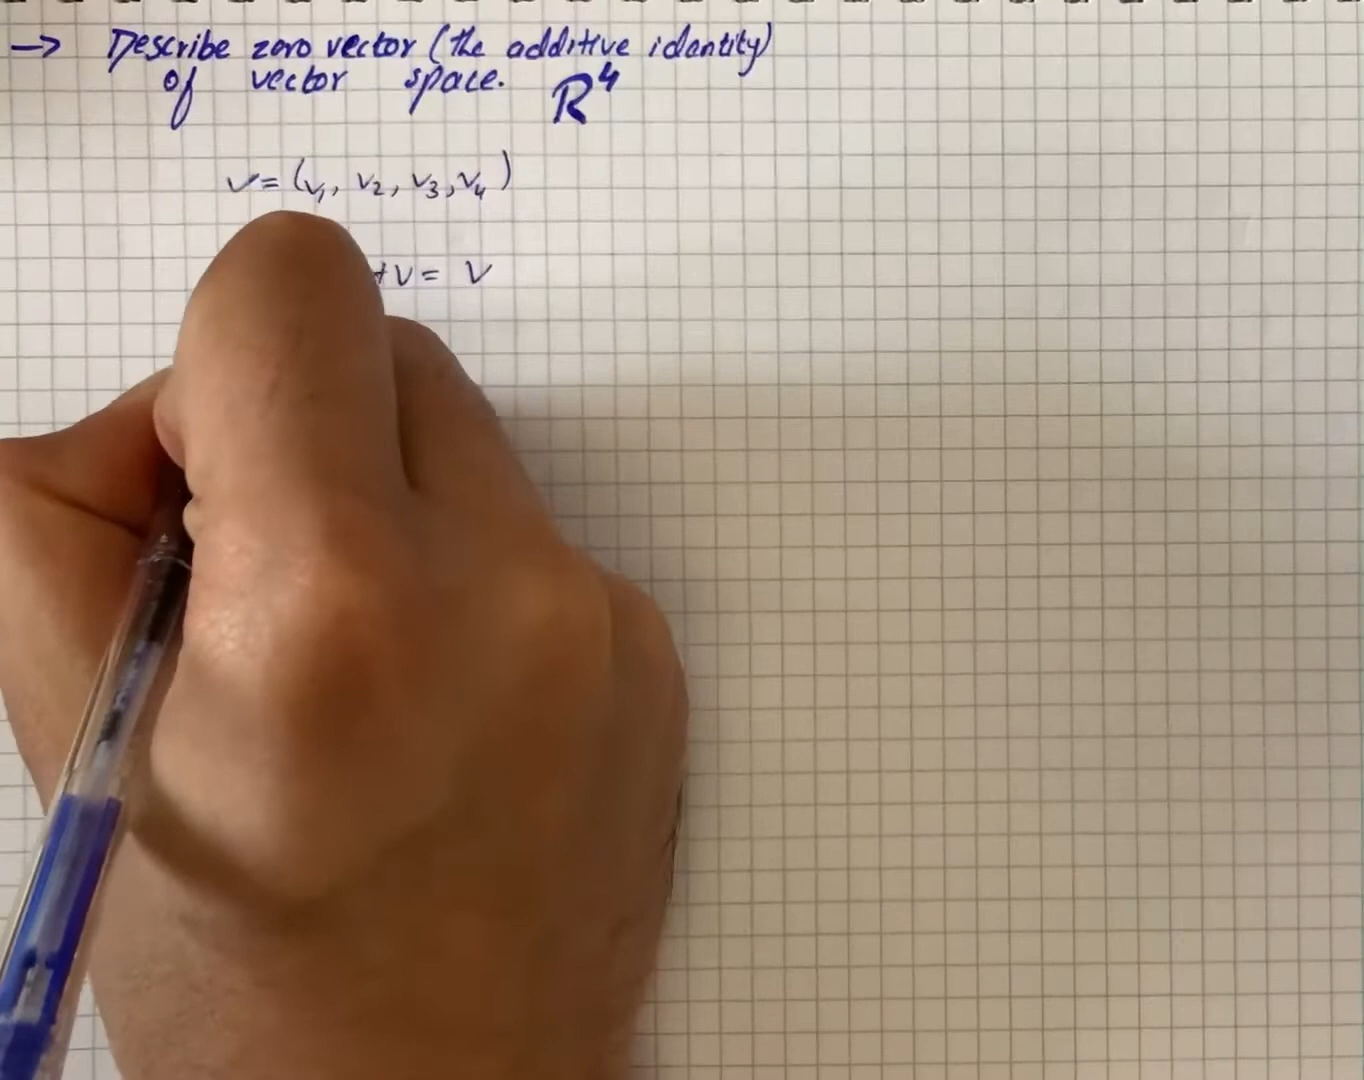 → Describe zero vector (the additive identity)
of vector space. R⁴
v = (v₁, v₂, v₃, v₄)
+v = v